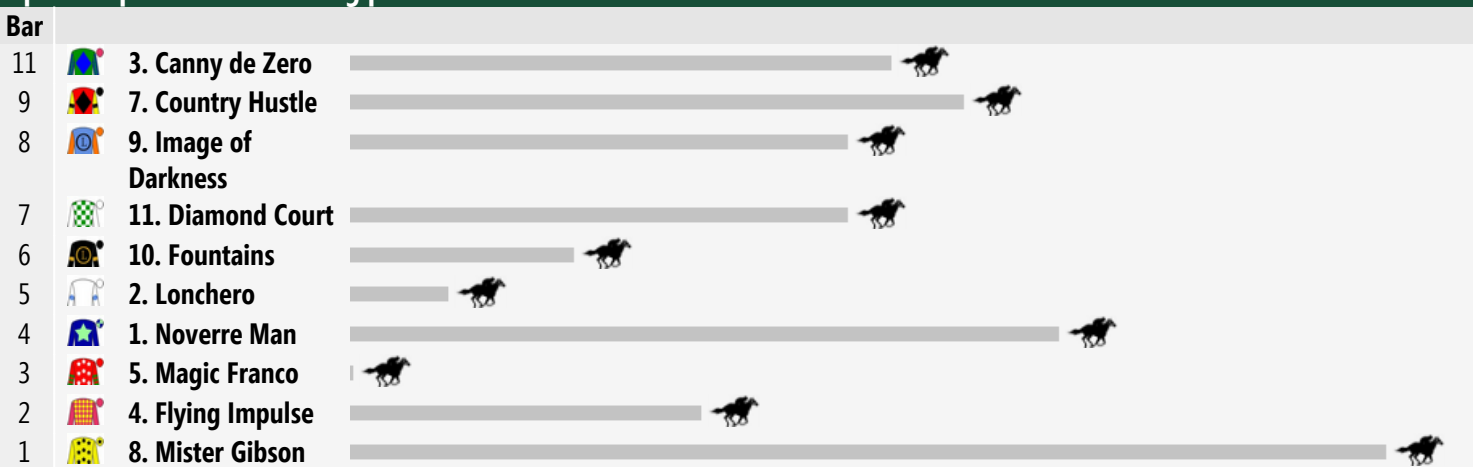 Bar
11 3. Canny de Zero
9 7. Country Hustle
8 9. Image of
Darkness
7 11. Diamond Court
6 10. Fountains
5 2. Lonchero
4 1. Noverre Man
3 5. Magic Franco
2 4. Flying Impulse
1 8. Mister Gibson